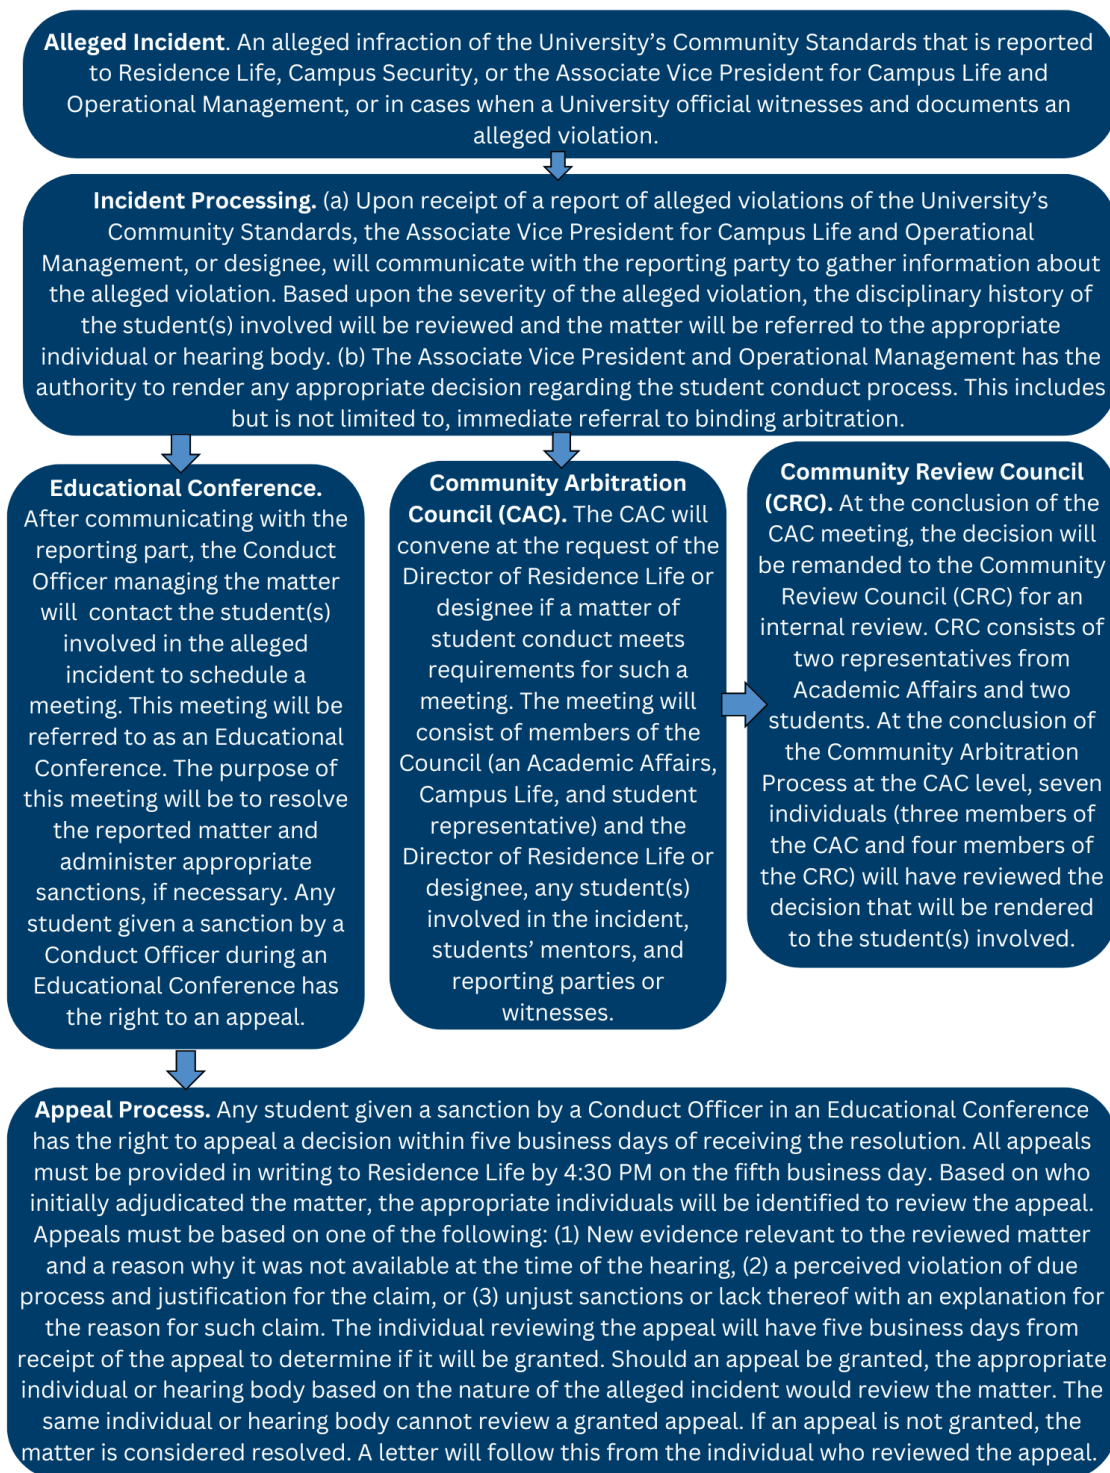 Alleged Incident. An alleged infraction of the University's Community Standards that is reported
to Residence Life, Campus Security, or the Associate Vice President for Campus Life and
Operational Management, or in cases when a University official witnesses and documents an
alleged violation.
Incident Processing. (a) Upon receipt of a report of alleged violations of the University's
Community Standards, the Associate Vice President for Campus Life and Operational
Management, or designee, will communicate with the reporting party to gather information about
the alleged violation. Based upon the severity of the alleged violation, the disciplinary history of
the student(s) involved will be reviewed and the matter will be referred to the appropriate
individual or hearing body. (b) The Associate Vice President and Operational Management has the
authority to render any appropriate decision regarding the student conduct process. This includes
but is not limited to, immediate referral to binding arbitration.
Educational Conference.
After communicating with the
reporting part, the Conduct
Officer managing the matter
will contact the student(s)
involved in the alleged
incident to schedule a
meeting. This meeting will be
referred to as an Educational
Conference. The purpose of
this meeting will be to resolve
the reported matter and
administer appropriate
sanctions, if necessary. Any
student given a sanction by a
Conduct Officer during an
Educational Conference has
the right to an appeal.
Community Arbitration
Council (CAC). The CAC will
convene at the request of the
Director of Residence Life or
designee if a matter of
student conduct meets
requirements for such a
meeting. The meeting will
consist of members of the
Council (an Academic Affairs,
Campus Life, and student
representative) and the
Director of Residence Life or
designee, any student(s)
involved in the incident,
students' mentors, and
reporting parties or
witnesses.
Community Review Council
(CRC). At the conclusion of the
CAC meeting, the decision will
be remanded to the Community
Review Council (CRC) for an
internal review. CRC consists of
two representatives from
Academic Affairs and two
students. At the conclusion of
the Community Arbitration
Process at the CAC level, seven
individuals (three members of
the CAC and four members of
the CRC) will have reviewed the
decision that will be rendered
to the student(s) involved.
Appeal Process. Any student given a sanction by a Conduct Officer in an Educational Conference
has the right to appeal a decision within five business days of receiving the resolution. All appeals
must be provided in writing to Residence Life by 4:30 PM on the fifth business day. Based on who
initially adjudicated the matter, the appropriate individuals will be identified to review the appeal.
Appeals must be based on one of the following: (1) New evidence relevant to the reviewed matter
and a reason why it was not available at the time of the hearing, (2) a perceived violation of due
process and justification for the claim, or (3) unjust sanctions or lack thereof with an explanation for
the reason for such claim. The individual reviewing the appeal will have five business days from
receipt of the appeal to determine if it will be granted. Should an appeal be granted, the appropriate
individual or hearing body based on the nature of the alleged incident would review the matter. The
same individual or hearing body cannot review a granted appeal. If an appeal is not granted, the
matter is considered resolved. A letter will follow this from the individual who reviewed the appeal.